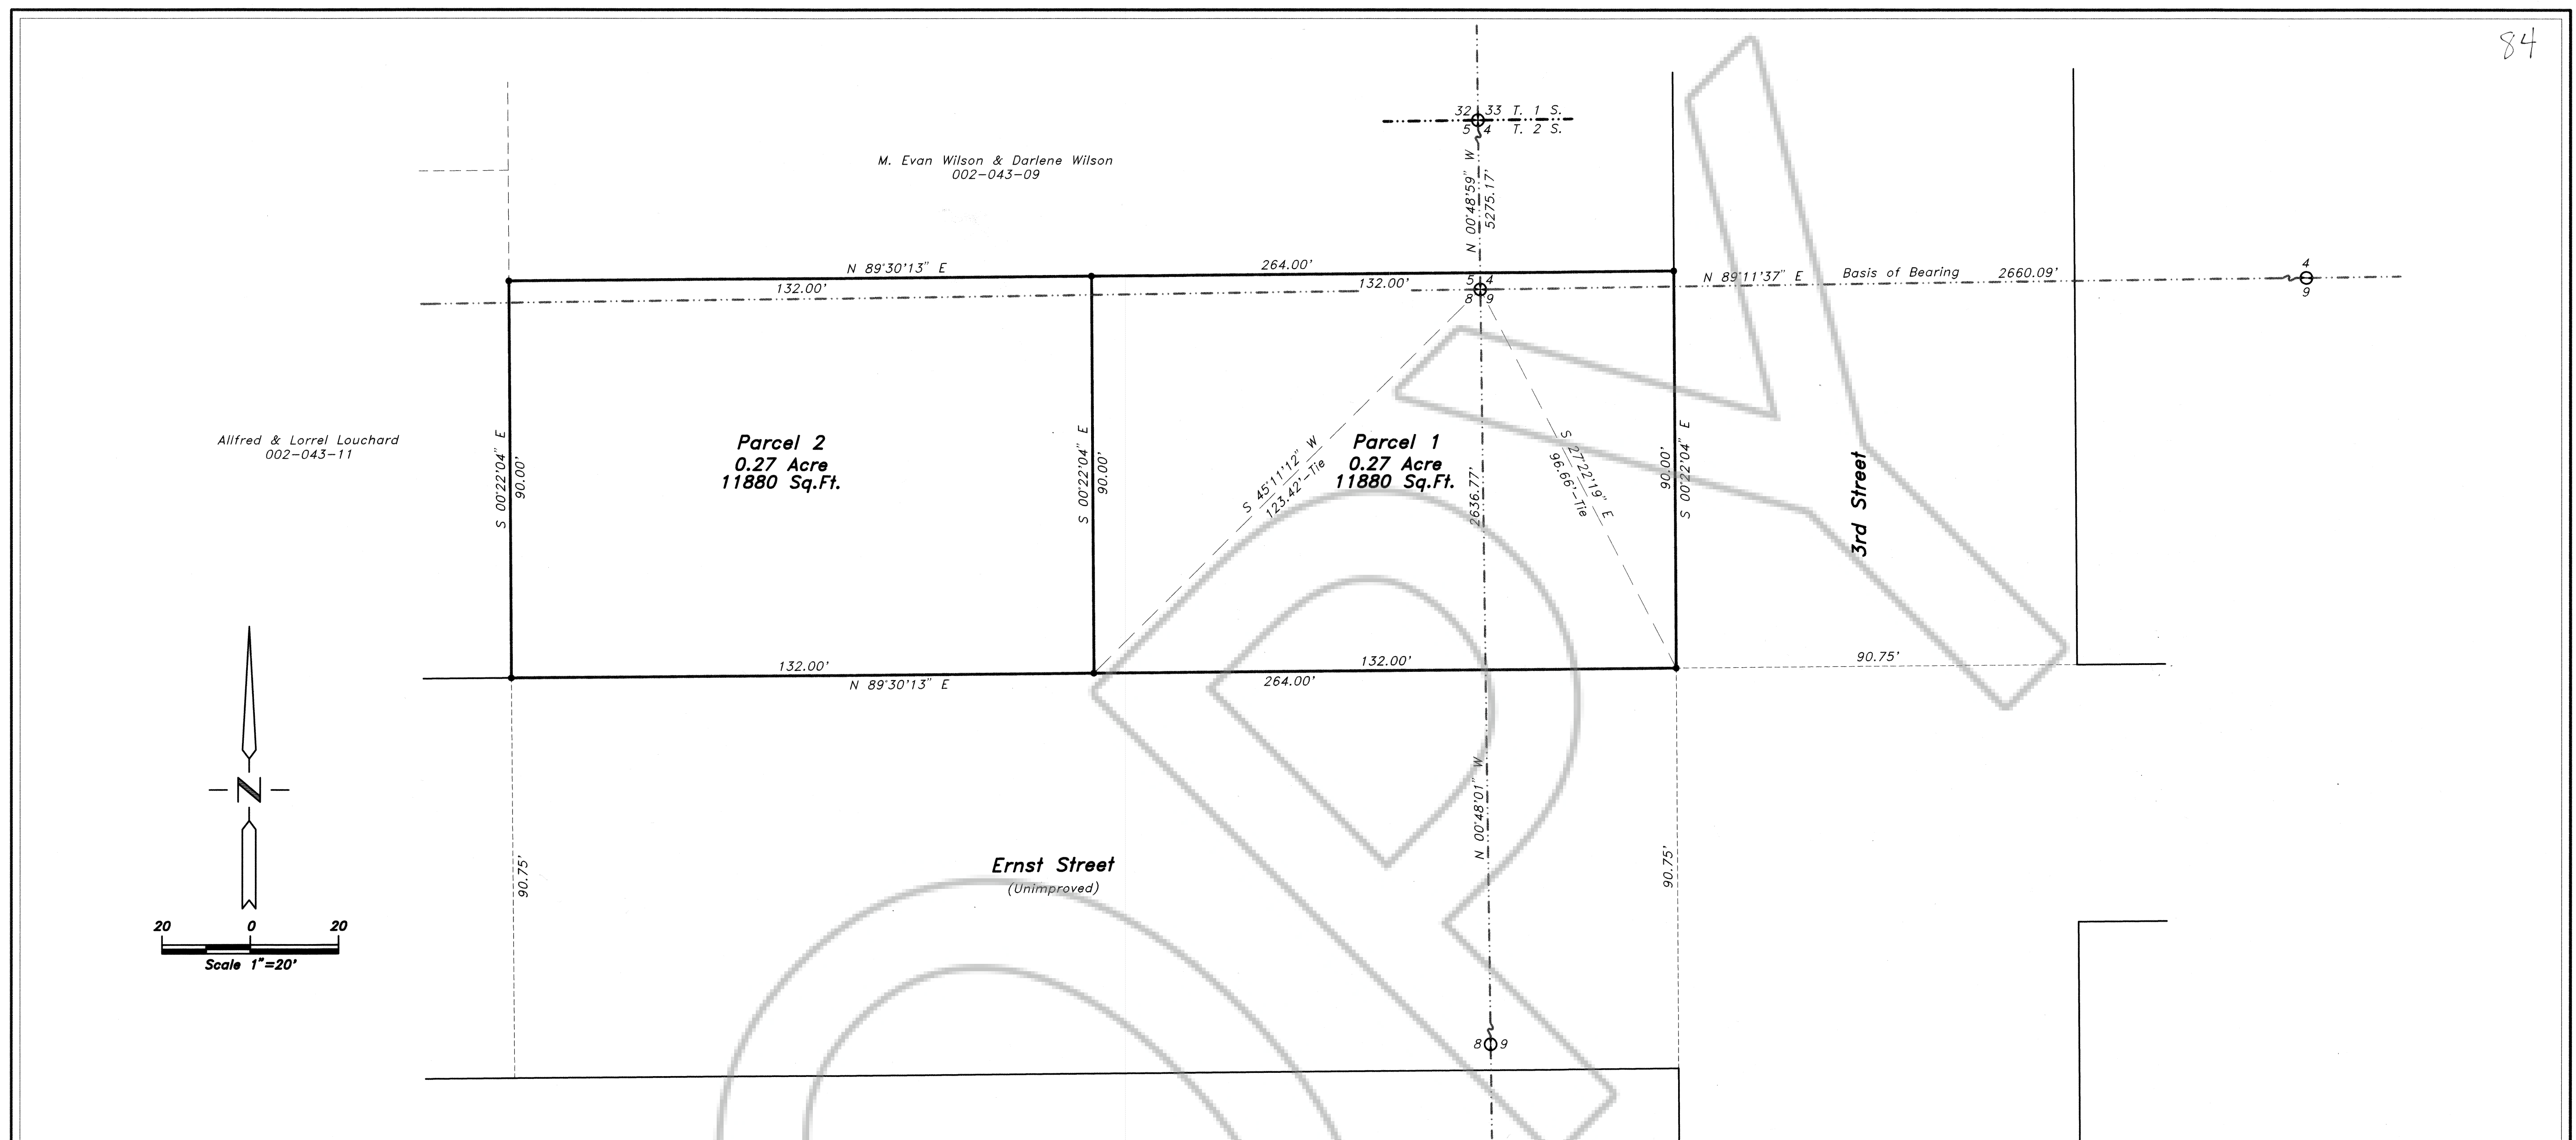 84
32 33 T. 1 S.
5 4 T. 2 S.
M. Evan Wilson & Darlene Wilson
002-043-09
N 00°48'59" W
5275.17'
N 89°30'13" E
264.00'
132.00'
132.00'
5 4
8 9
N 89°11'37" E Basis of Bearing 2660.09'
4
9
Allfred & Lorrel Louchard
002-043-11
S 00°22'04" E
90.00'
Parcel 2
0.27 Acre
11880 Sq.Ft.
S 00°22'04" E
90.00'
S 45°11'12" W
123.42'-Tie
Parcel 1
0.27 Acre
11880 Sq.Ft.
2636.77'
S 27°22'19" E
96.66'-Tie
90.00'
S 00°22'04" E
3rd Street
132.00'
N 89°30'13" E
132.00'
264.00'
90.75'
N
N 00°48'01" W
Ernst Street
(Unimproved)
90.75'
90.75'
20 0 20
Scale 1"=20'
8 9